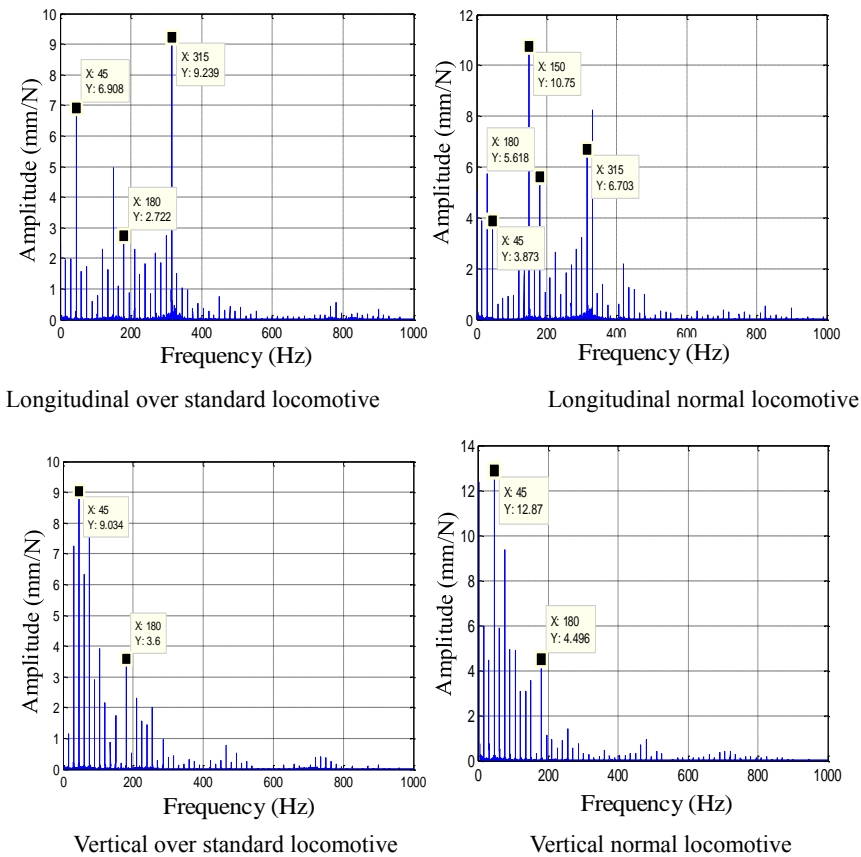 10
9
8
7
6
5
4
3
2
1
0
Amplitude (mm/N)
X: 45
Y: 6.908
X: 315
Y: 9.239
X: 180
Y: 2.722
0 200 400 600 800 1000
Frequency (Hz)
Longitudinal over standard locomotive
12
10
8
6
4
2
0
Amplitude (mm/N)
X: 150
Y: 10.75
X: 180
Y: 5.618
X: 315
Y: 6.703
X: 45
Y: 3.873
0 200 400 600 800 1000
Frequency (Hz)
Longitudinal normal locomotive
10
9
8
7
6
5
4
3
2
1
0
Amplitude (mm/N)
X: 45
Y: 9.034
X: 180
Y: 3.6
0 200 400 600 800 1000
Frequency (Hz)
Vertical over standard locomotive
14
12
10
8
6
4
2
0
Amplitude (mm/N)
X: 45
Y: 12.87
X: 180
Y: 4.496
0 200 400 600 800 1000
Frequency (Hz)
Vertical normal locomotive